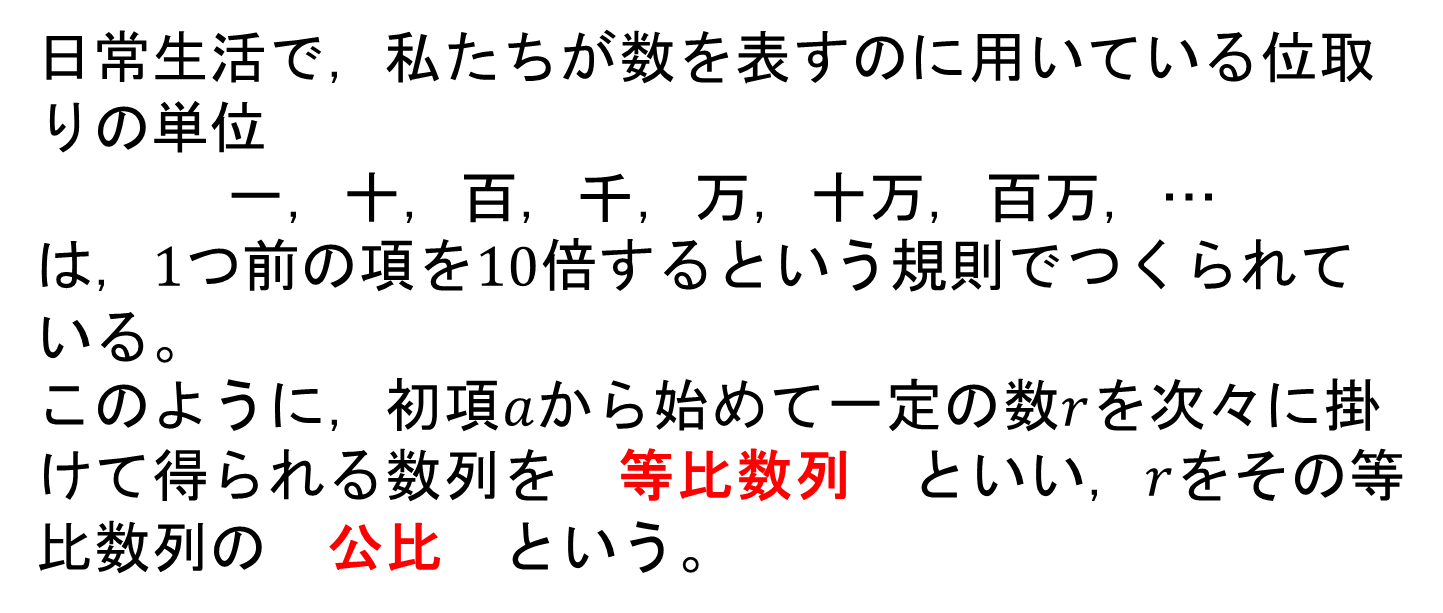 日常生活で，私たちが数を表すのに用いている位取
りの単位
一，十，百，千，万，十万，百万，…
は，1つ前の項を10倍するという規則でつくられて
いる。
このように，初項aから始めて一定の数rを次々に掛
けて得られる数列を　等比数列　といい，rをその等
比数列の　公比　という。